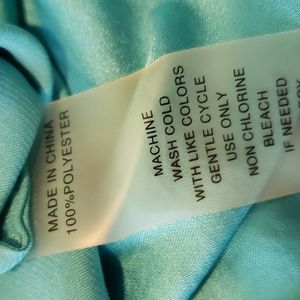 MADE IN CHINA
100%POLYESTER
MACHINE
WASH COLD
WITH LIKE COLORS
GENTLE CYCLE
USE ONLY
NON CHLORINE
BLEACH
IF NEEDED